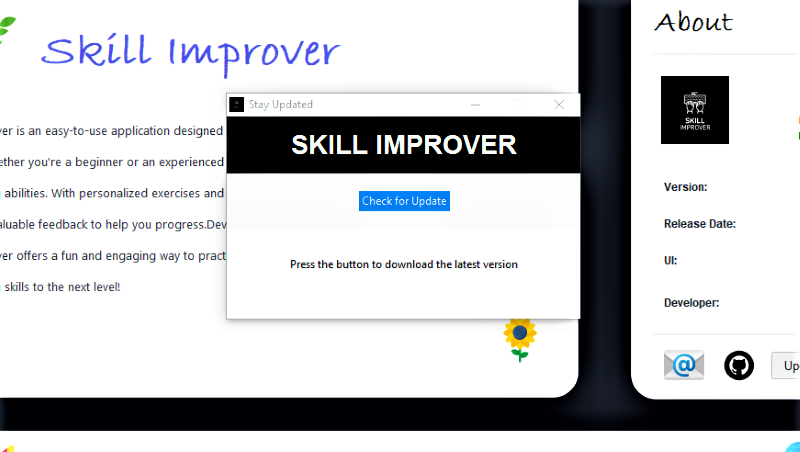 Skill Improver
About
Stay Updated
SKILL IMPROVER
Check for Update
Press the button to download the latest version
er is an easy-to-use application designed
ether you're a beginner or an experienced
abilities. With personalized exercises and
aluable feedback to help you progress.Dev
er offers a fun and engaging way to pract
skills to the next level!
SKILL
IMPROVER
Version:
Release Date:
UI:
Developer:
@
Up